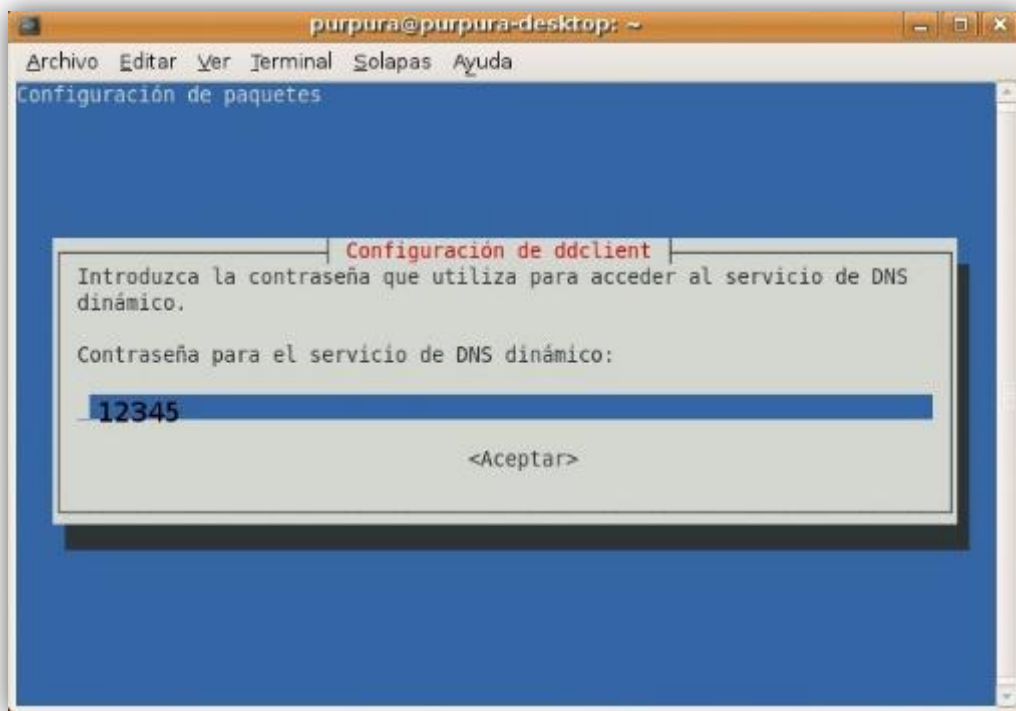 purpura@purpura-desktop: ~
Archivo Editar Ver Terminal Solapas Ayuda
Configuración de paquetes
Configuración de ddclient
Introduzca la contraseña que utiliza para acceder al servicio de DNS
dinámico.
Contraseña para el servicio de DNS dinámico:
12345
<Aceptar>